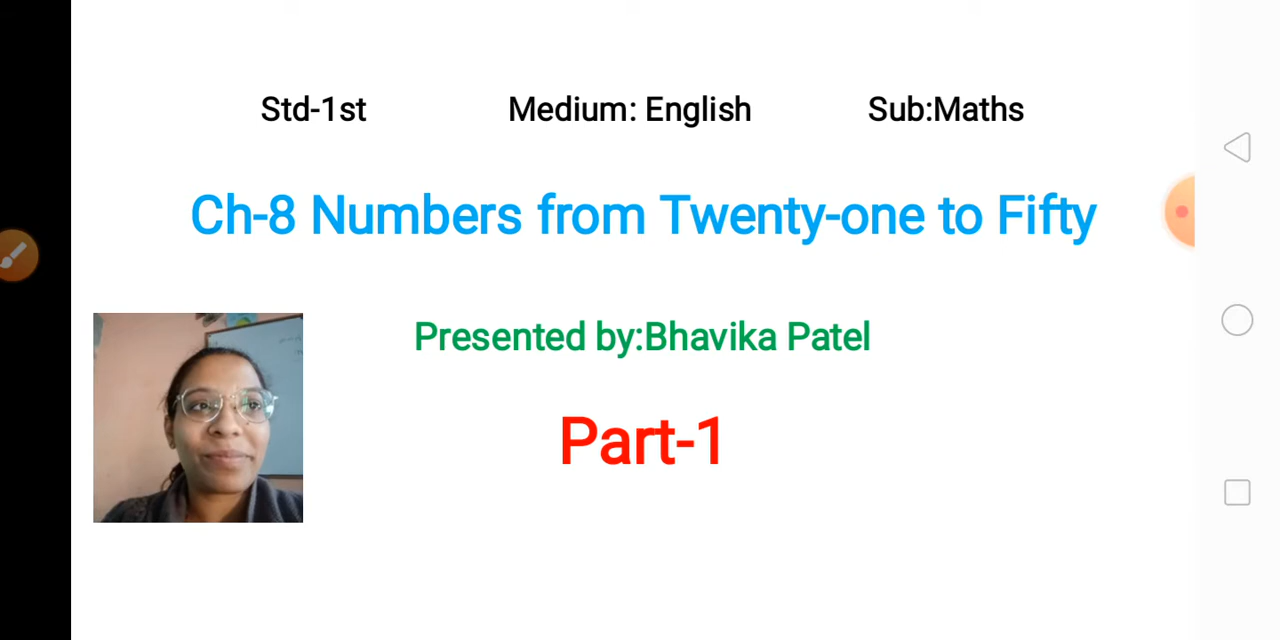 Std-1st Medium: English Sub:Maths
Ch-8 Numbers from Twenty-one to Fifty
Presented by:Bhavika Patel
Part-1